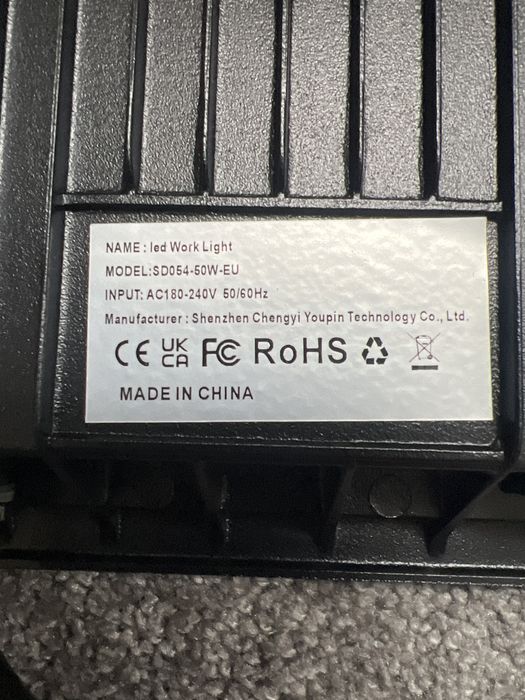 NAME : led Work Light
MODEL:SD054-50W-EU
INPUT: AC180-240V 50/60Hz
Manufacturer : Shenzhen Chengyi Youpin Technology Co., Ltd.
CE UK CA FC RoHS
MADE IN CHINA